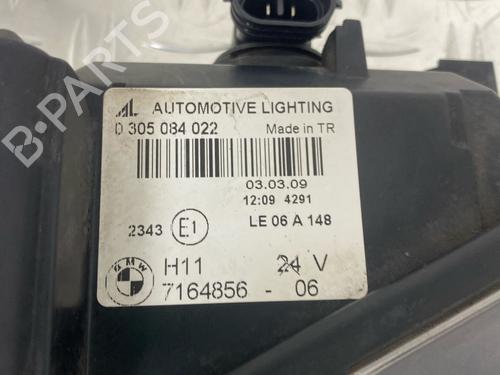 AL AUTOMOTIVE LIGHTING
0 305 084 022 Made in TR
03.03.09
12:09 4291
2343 E1 LE 06 A 148
BMW H11 24 V
7164856 - 06